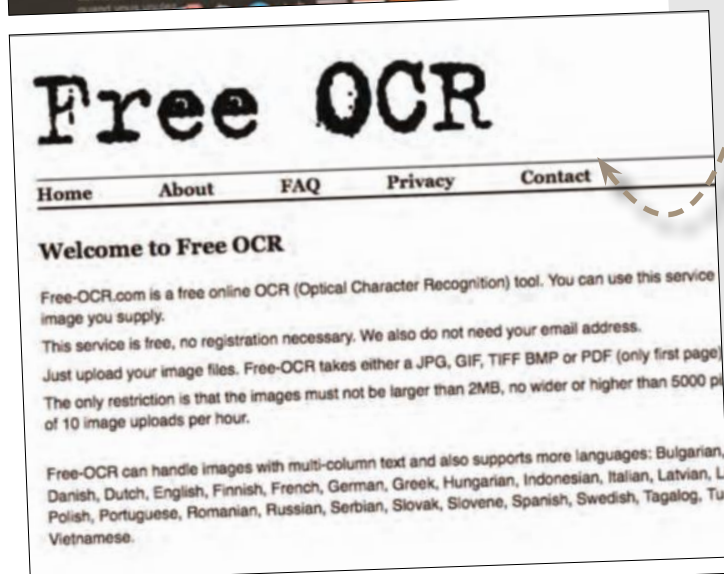 Free OCR
Home About FAQ Privacy Contact
Welcome to Free OCR
Free-OCR.com is a free online OCR (Optical Character Recognition) tool. You can use this service
image you supply.
This service is free, no registration necessary. We also do not need your email address.
Just upload your image files. Free-OCR takes either a JPG, GIF, TIFF BMP or PDF (only first page)
The only restriction is that the images must not be larger than 2MB, no wider or higher than 5000
of 10 image uploads per hour.
Free-OCR can handle images with multi-column text and also supports more languages: Bulgarian,
Danish, Dutch, English, Finnish, French, German, Greek, Hungarian, Indonesian, Italian, Latvian,
Polish, Portuguese, Romanian, Russian, Serbian, Slovak, Slovene, Spanish, Swedish, Tagalog,
Vietnamese.